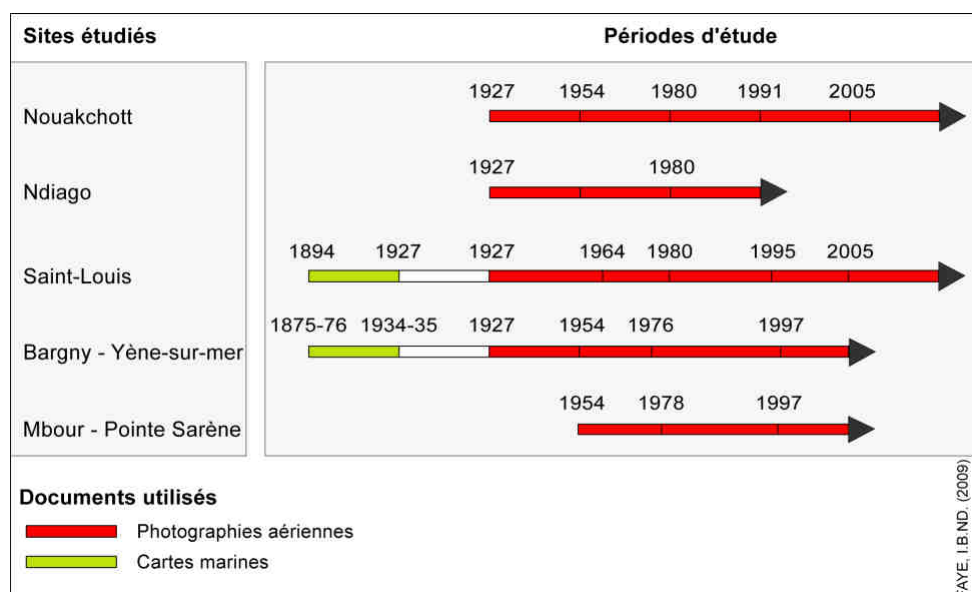 Sites étudiés
Périodes d'étude
Nouakchott
1927 1954 1980 1991 2005
Ndiago
1927 1980
Saint-Louis
1894 1927 1927 1964 1980 1995 2005
Bargny - Yène-sur-mer
1875-76 1934-35 1927 1954 1976 1997
Mbour - Pointe Sarène
1954 1978 1997
Documents utilisés
Photographies aériennes
Cartes marines
FAYE, I.B.ND. (2009)